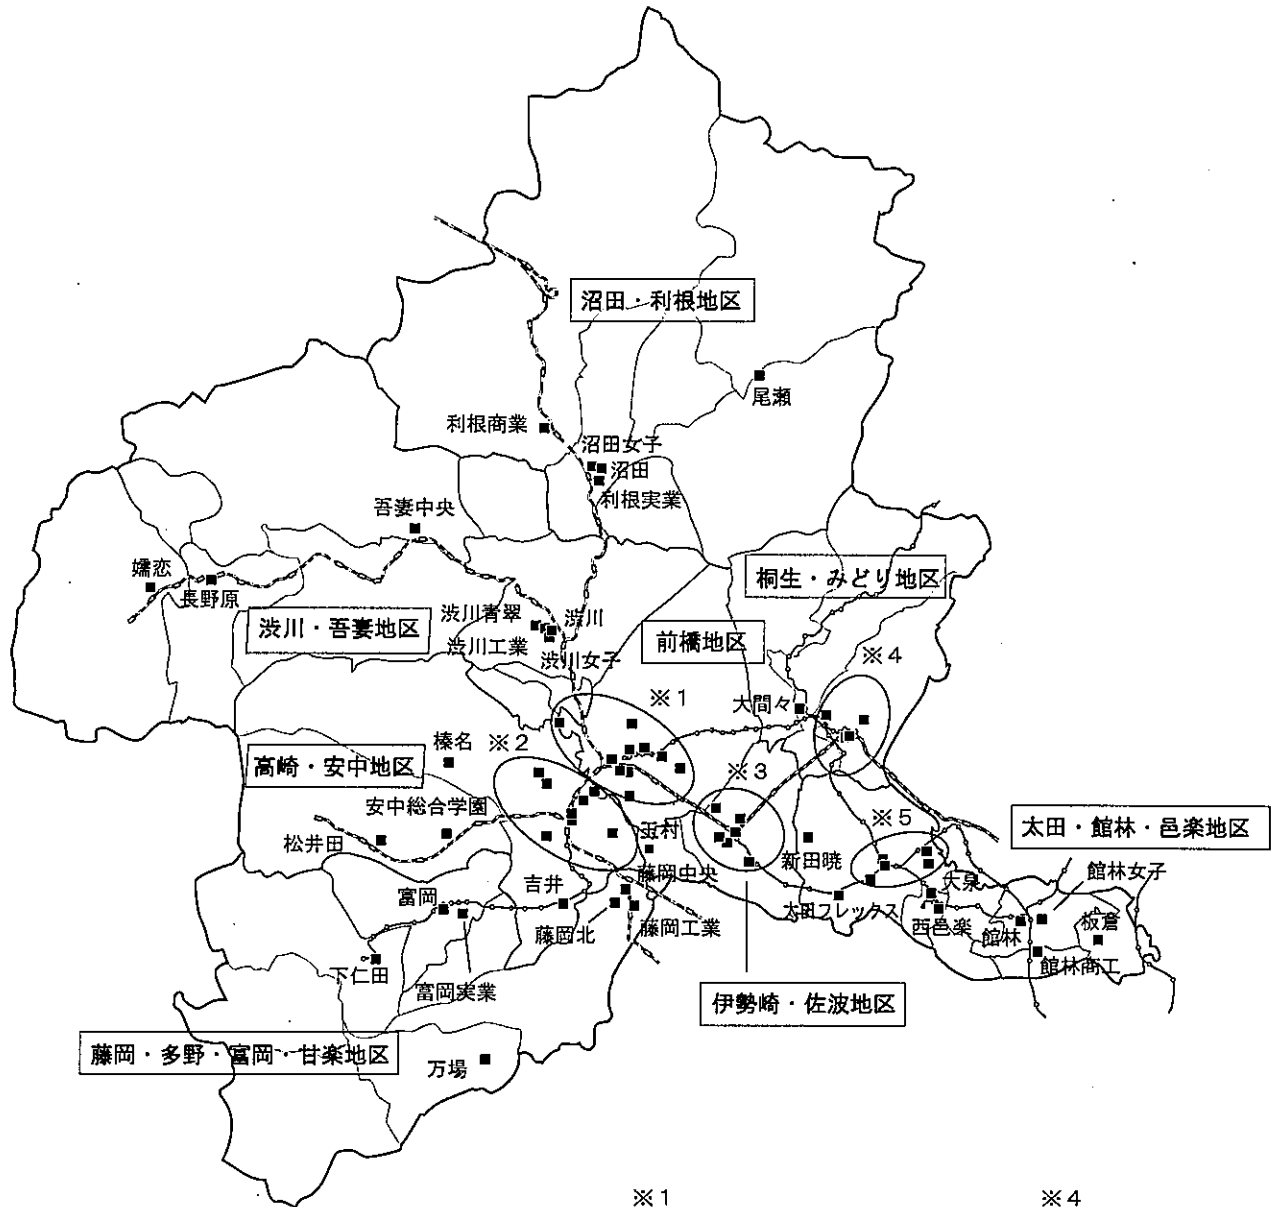 沼田・利根地区
尾瀬
利根商業
沼田女子
沼田
利根実業
吾妻中央
嬬恋
長野原
桐生・みどり地区
渋川・吾妻地区
渋川青翠
渋川
渋川工業
渋川女子
前橋地区
※4
※1
大間々
榛名
※2
高崎・安中地区
※3
安中総合学園
※5
太田・館林・邑楽地区
松井田
玉村
新田暁
館林女子
藤岡中央
大泉
吉井
富岡
太田フレックス
板倉
藤岡北
藤岡工業
西邑楽
館林
館林商工
下仁田
富岡実業
伊勢崎・佐波地区
藤岡・多野・富岡・甘楽地区
万場
※1
※4